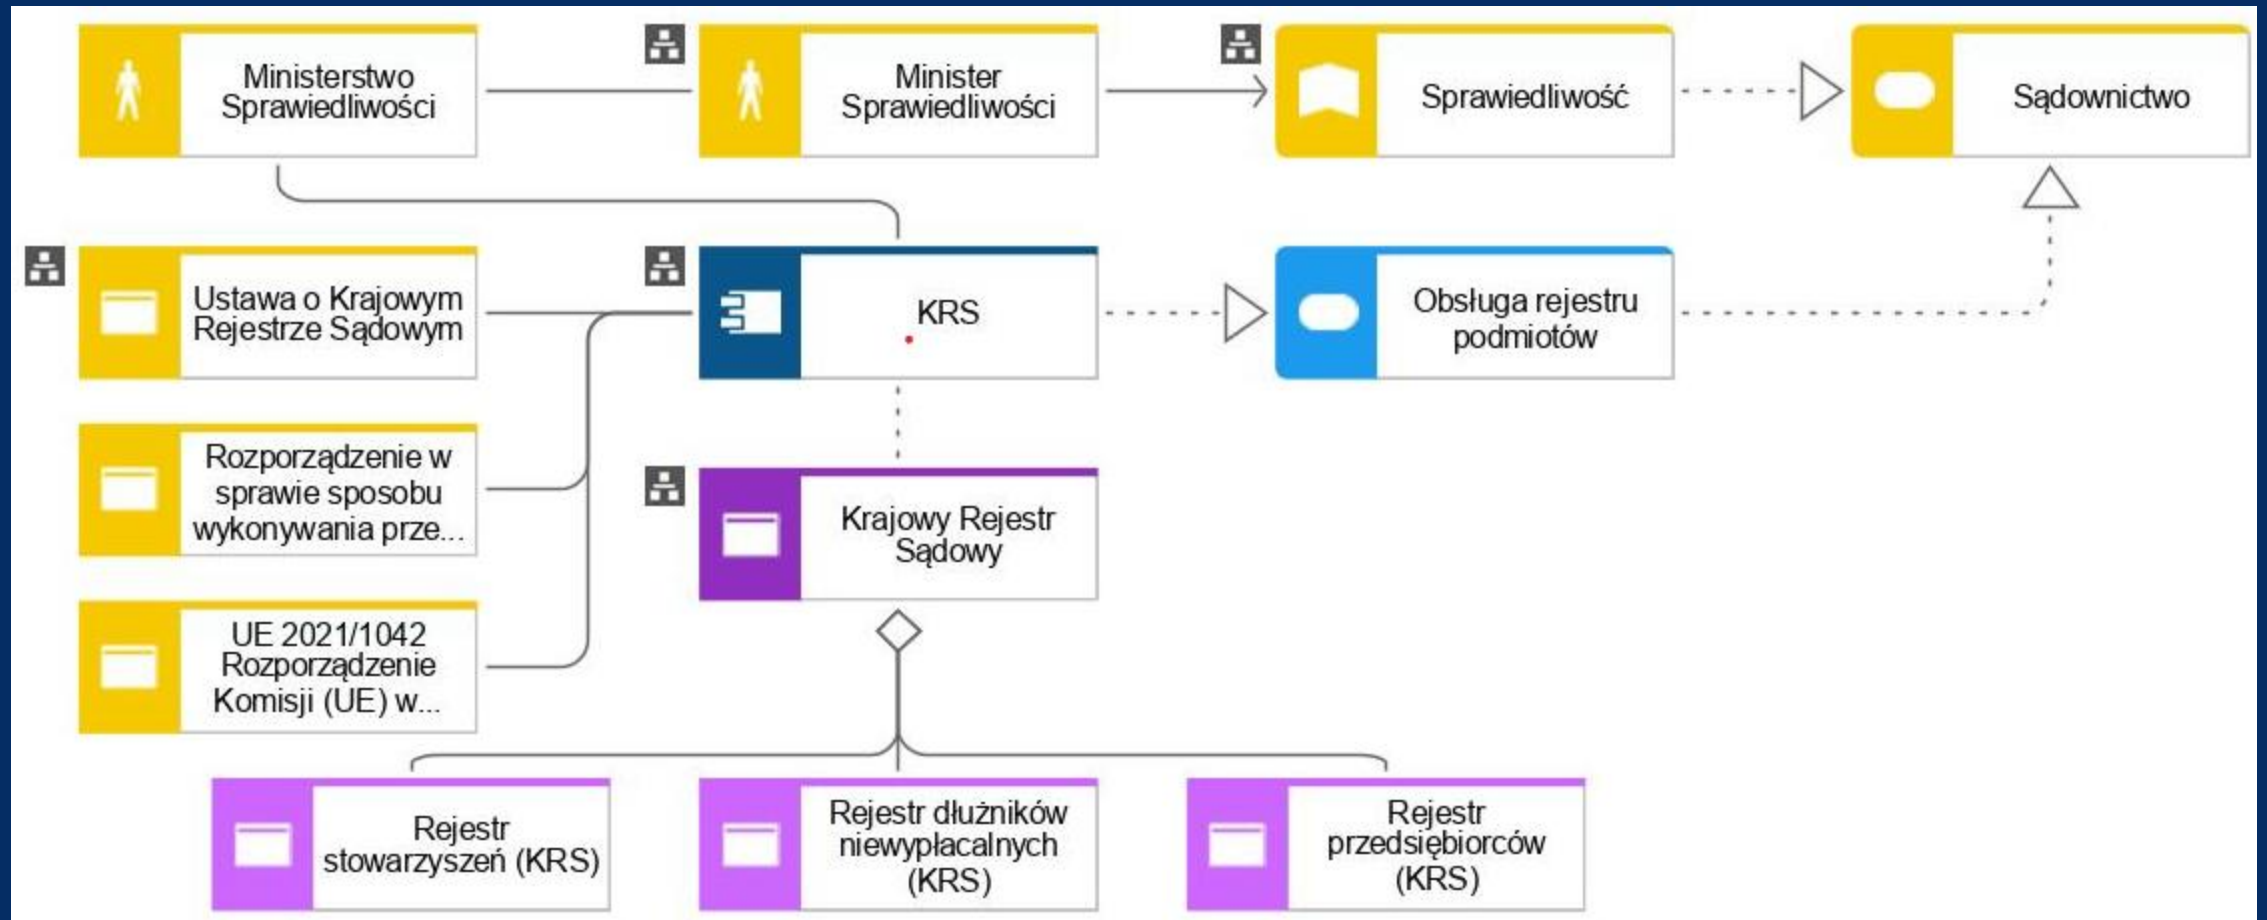 Ministerstwo
Sprawiedliwości
Minister
Sprawiedliwości
Sprawiedliwość
Sądownictwo
Ustawa o Krajowym
Rejestrze Sądowym
KRS
Obsługa rejestru
podmiotów
Rozporządzenie w
sprawie sposobu
wykonywania prze...
Krajowy Rejestr
Sądowy
UE 2021/1042
Rozporządzenie
Komisji (UE) w...
Rejestr
stowarzyszeń (KRS)
Rejestr dłużników
niewypłacalnych
(KRS)
Rejestr
przedsiębiorców
(KRS)